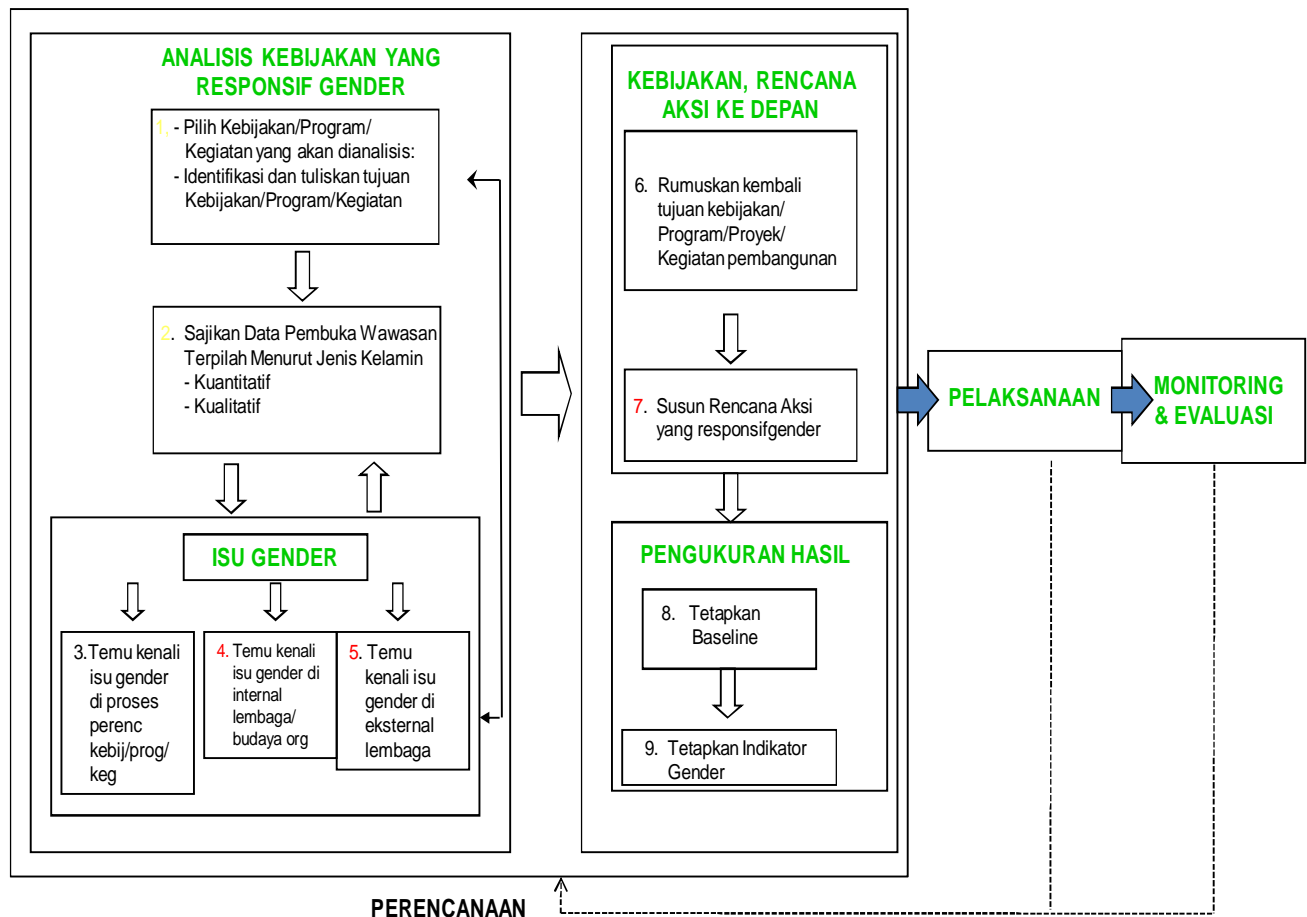 ANALISIS KEBIJAKAN YANG
RESPONSIF GENDER
1. - Pilih Kebijakan/Program/
Kegiatan yang akan dianalisis:
- Identifikasi dan tuliskan tujuan
Kebijakan/Program/Kegiatan
2. Sajikan Data Pembuka Wawasan
Terpilah Menurut Jenis Kelamin
- Kuantitatif
- Kualitatif
ISU GENDER
3.Temu kenali
isu gender
di proses
perenc
kebij/prog/
keg
4. Temu kenali
isu gender di
internal
lembaga/
budaya org
5. Temu
kenali isu
gender di
eksternal
lembaga
KEBIJAKAN, RENCANA
AKSI KE DEPAN
6. Rumuskan kembali
tujuan kebijakan/
Program/Proyek/
Kegiatan pembangunan
7. Susun Rencana Aksi
yang responsifgender
PENGUKURAN HASIL
8. Tetapkan
Baseline
9. Tetapkan Indikator
Gender
PELAKSANAAN
MONITORING
& EVALUASI
PERENCANAAN